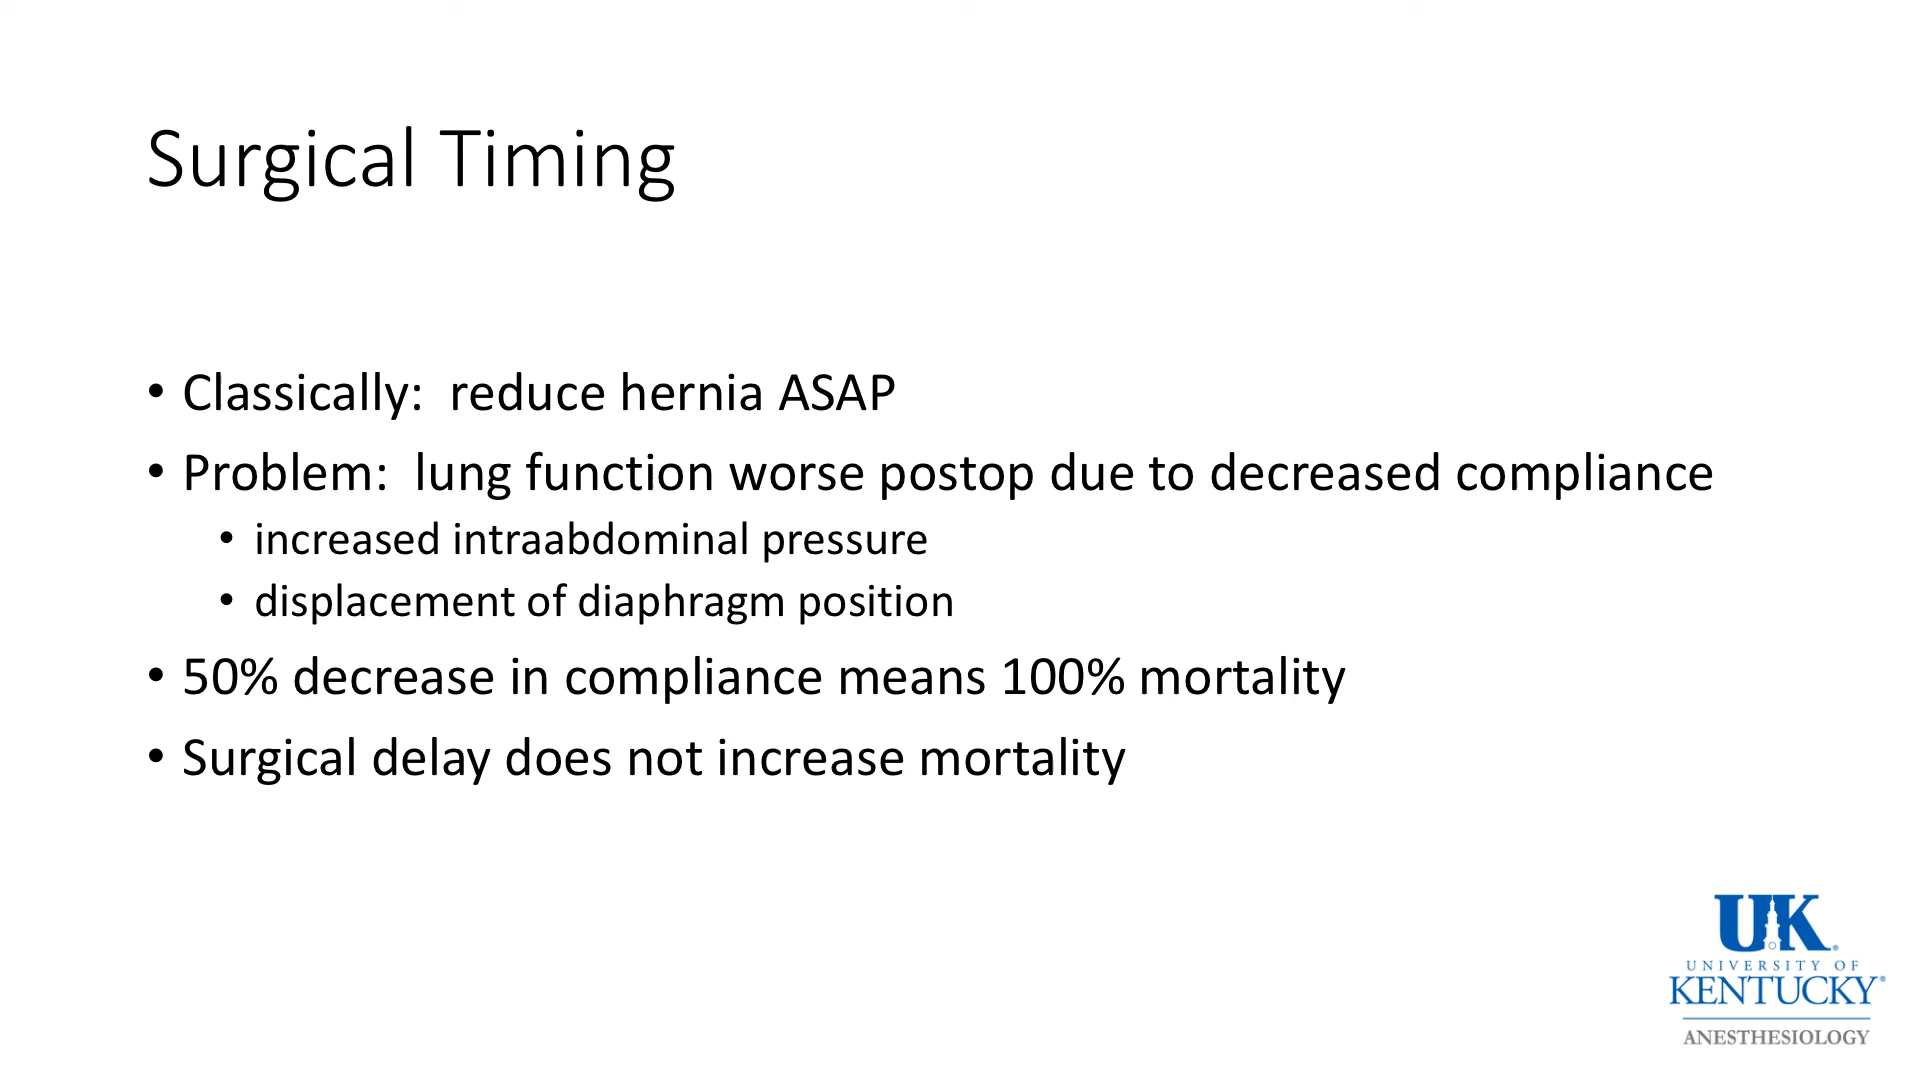 Surgical Timing
• Classically:  reduce hernia ASAP
• Problem:  lung function worse postop due to decreased compliance
• increased intraabdominal pressure
• displacement of diaphragm position
• 50% decrease in compliance means 100% mortality
• Surgical delay does not increase mortality
UK®
UNIVERSITY OF
KENTUCKY®
ANESTHESIOLOGY